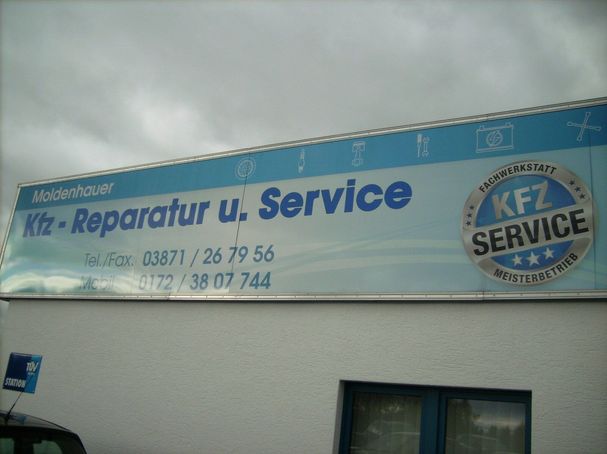 Moldenhauer
Kfz - Reparatur u. Service
Tel./Fax. 03871 / 26 79 56
Mobil 0172 / 38 07 744
FACHWERKSTATT
KFZ
SERVICE
MEISTERBETRIEB
TÜV
STATION